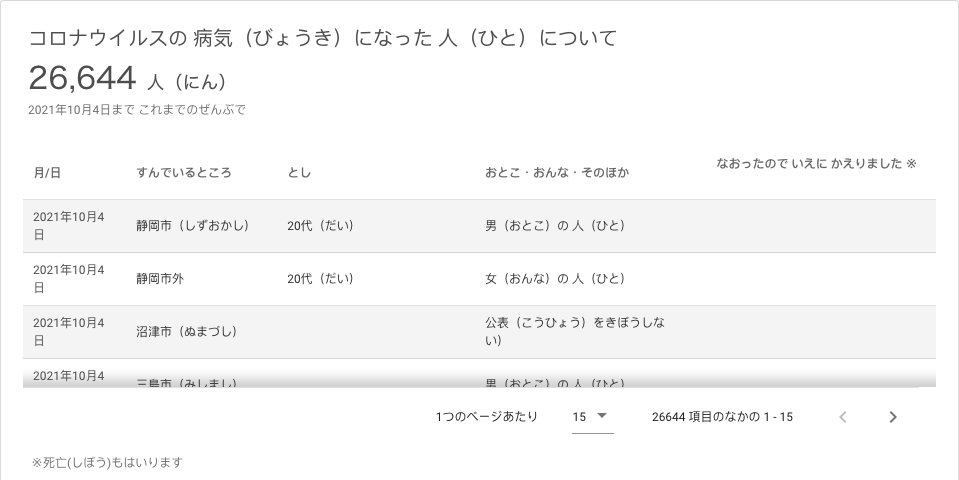 コロナウイルスの 病気（びょうき）になった 人（ひと）について
26,644 人（にん）
2021年10月4日まで これまでのぜんぶで
月/日 すんでいるところ とし おとこ・おんな・そのほか なおったので いえに かえりました ※
2021年10月4日 静岡市（しずおかし） 20代（だい） 男（おとこ）の 人（ひと）
2021年10月4日 静岡市外 20代（だい） 女（おんな）の 人（ひと）
2021年10月4日 沼津市（ぬまづし） 公表（こうひょう）をきぼうしない）
2021年10月4 三島市（みしまし） 男（おとこ）の 人（ひと）
1つのページあたり 15 26644 項目のなかの 1 - 15
※死亡(しぼう)もはいります